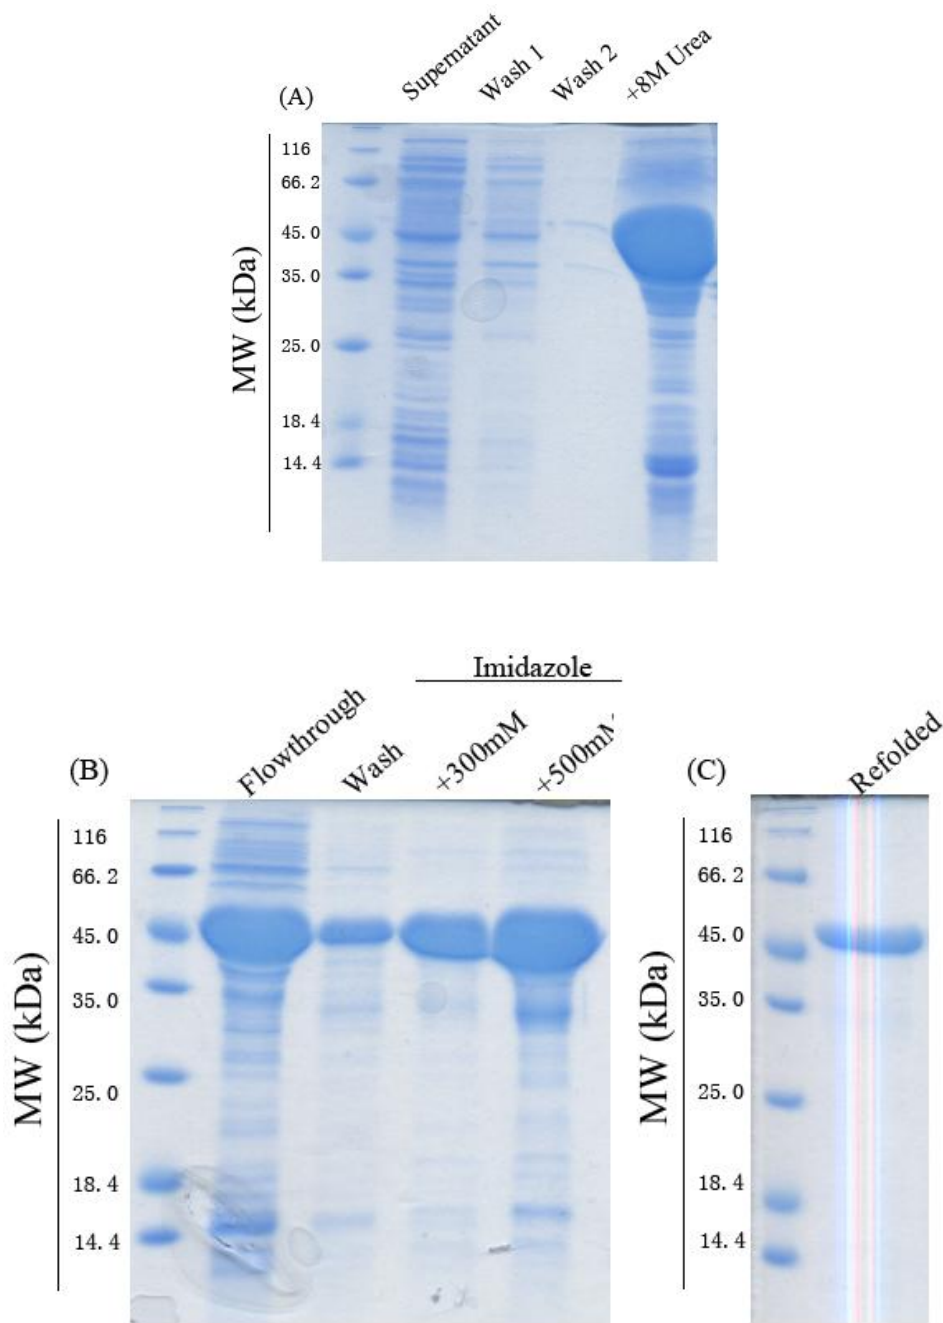 (A)
Supernatant
Wash 1
Wash 2
+8M Urea
MW (kDa)
116
66.2
45.0
35.0
25.0
18.4
14.4
Imidazole
(B)
Flowthrough
Wash
+300mM
+500mM
MW (kDa)
116
66.2
45.0
35.0
25.0
18.4
14.4
(C)
Refolded
MW (kDa)
116
66.2
45.0
35.0
25.0
18.4
14.4